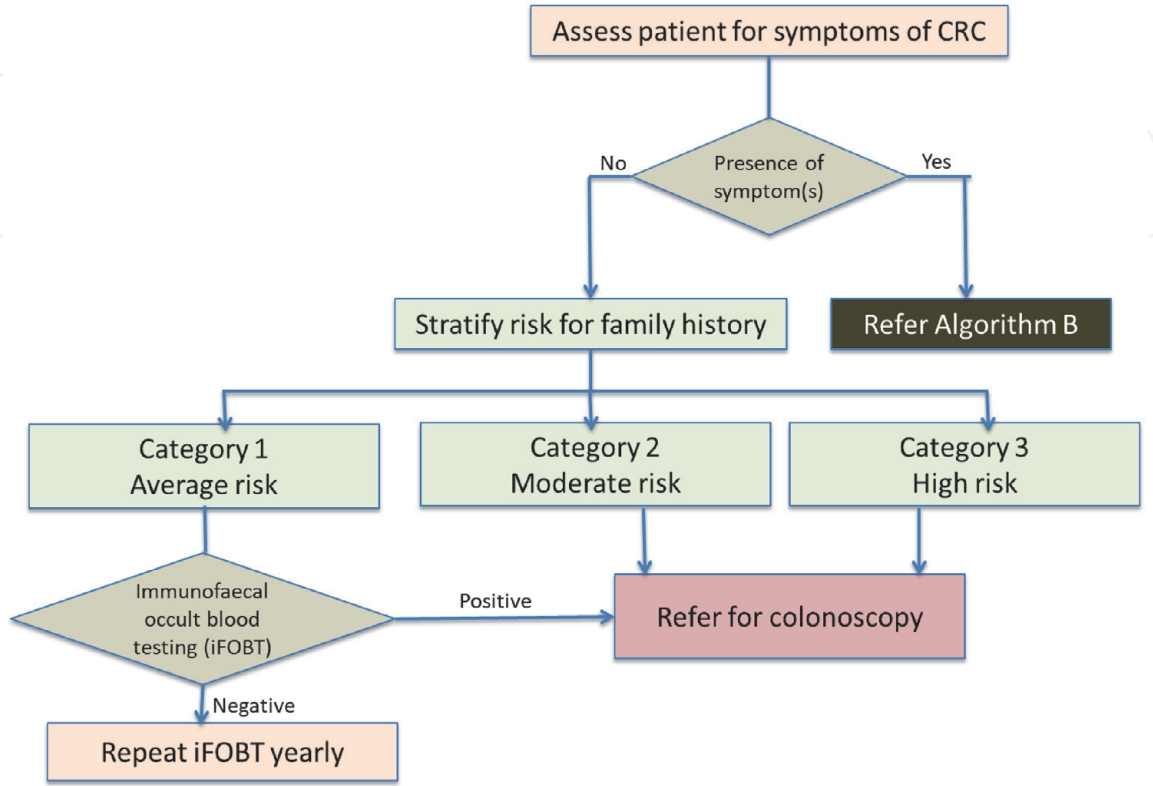 Assess patient for symptoms of CRC
Presence of
symptom(s)
No
Yes
Stratify risk for family history
Refer Algorithm B
Category 1
Average risk
Category 2
Moderate risk
Category 3
High risk
Immunofaecal
occult blood
testing (iFOBT)
Positive
Refer for colonoscopy
Negative
Repeat iFOBT yearly